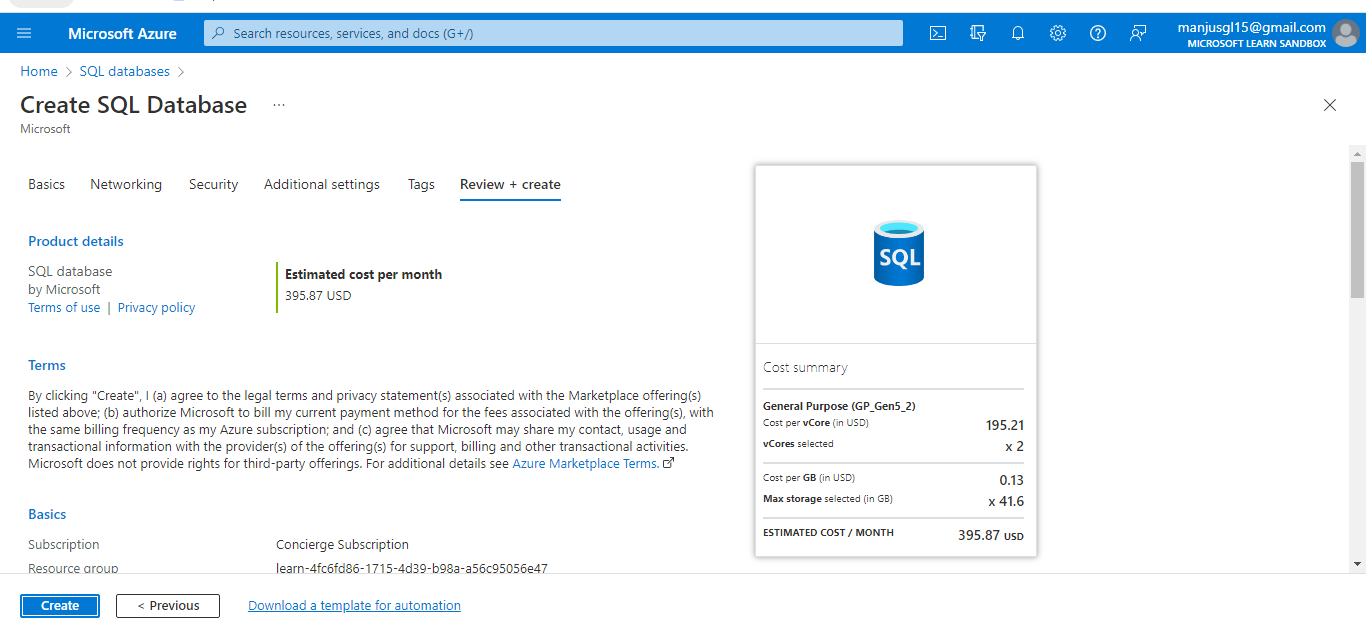 Microsoft Azure
Search resources, services, and docs (G+/)
manjusgl15@gmail.com
MICROSOFT LEARN SANDBOX
Home > SQL databases >
Create SQL Database ...
Microsoft
Basics Networking Security Additional settings Tags Review + create
Product details
SQL database
by Microsoft
Terms of use | Privacy policy
Estimated cost per month
395.87 USD
Terms
By clicking "Create", I (a) agree to the legal terms and privacy statement(s) associated with the Marketplace offering(s)
listed above; (b) authorize Microsoft to bill my current payment method for the fees associated with the offering(s), with
the same billing frequency as my Azure subscription; and (c) agree that Microsoft may share my contact, usage and
transactional information with the provider(s) of the offering(s) for support, billing and other transactional activities.
Microsoft does not provide rights for third-party offerings. For additional details see Azure Marketplace Terms.
Basics
Subscription Concierge Subscription
Resource group learn-4fc6fd86-1715-4d39-b98a-a56c95056e47
SQL
Cost summary
General Purpose (GP_Gen5_2)
Cost per vCore (in USD) 195.21
vCores selected x 2
Cost per GB (in USD) 0.13
Max storage selected (in GB) x 41.6
ESTIMATED COST / MONTH 395.87 USD
Create
< Previous
Download a template for automation